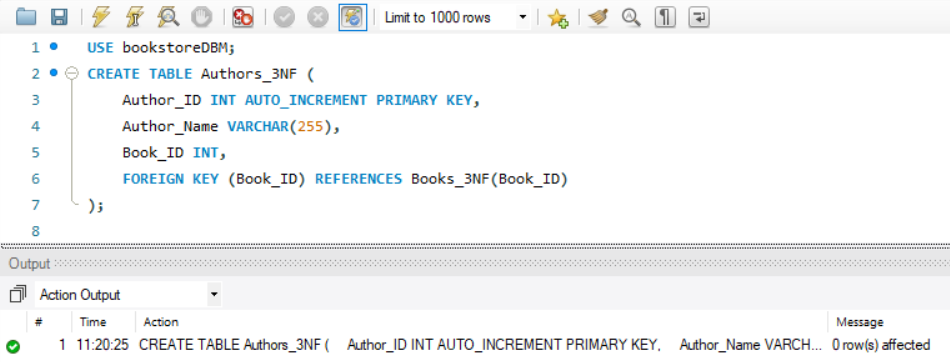 Limit to 1000 rows
1 USE bookstoreDBM;
2 CREATE TABLE Authors_3NF (
3 Author_ID INT AUTO_INCREMENT PRIMARY KEY,
4 Author_Name VARCHAR(255),
5 Book_ID INT,
6 FOREIGN KEY (Book_ID) REFERENCES Books_3NF(Book_ID)
7 );
8
Output
Action Output
# Time Action Message
1 11:20:25 CREATE TABLE Authors_3NF ( Author_ID INT AUTO_INCREMENT PRIMARY KEY, Author_Name VARCH... 0 row(s) affected